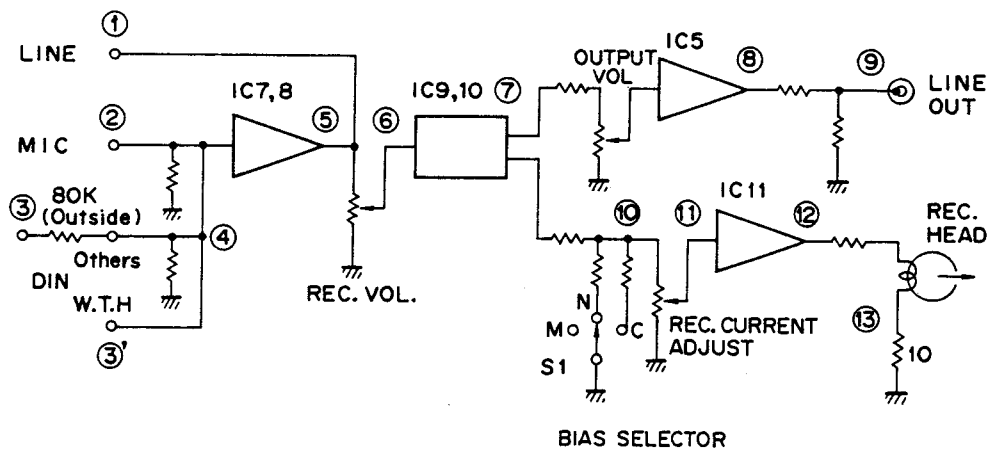 ①
LINE
②
MIC
③
80K
(Outside)
Others
④
DIN
W.T.H
③'
IC7,8
⑤
REC. VOL.
⑥
IC9,10
⑦
OUTPUT
VOL
IC5
⑧
⑨
LINE
OUT
⑩
⑪
IC11
⑫
REC.
HEAD
⑬
10
N
M
C
S1
REC. CURRENT
ADJUST
BIAS SELECTOR